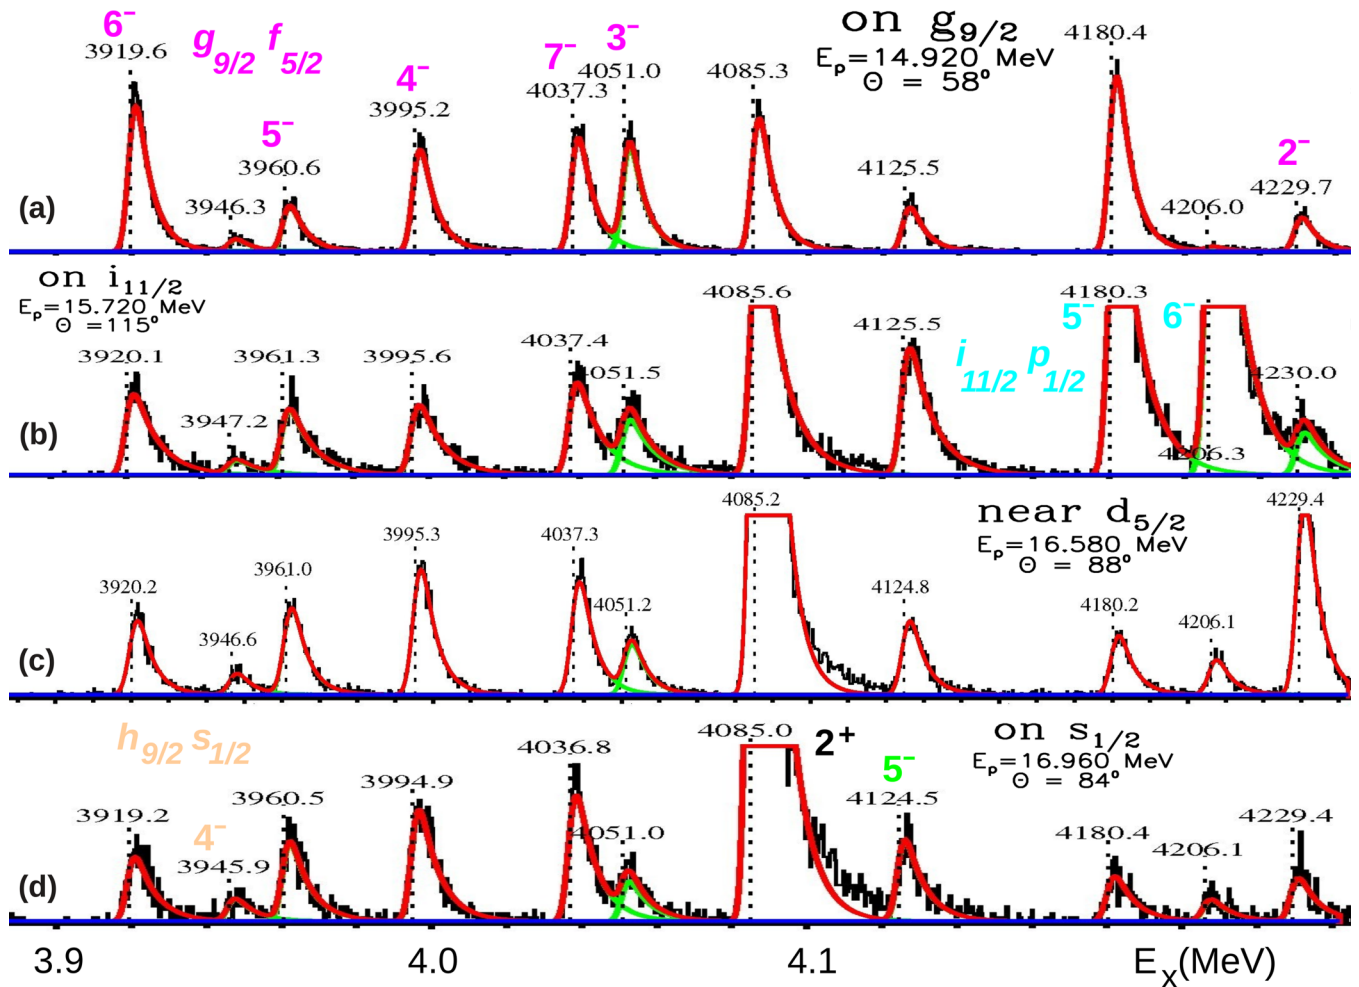 6⁻
3919.6
g9/2 f5/2
3946.3
5⁻
3960.6
4⁻
3995.2
7⁻
4037.3
3⁻
4051.0
4085.3
on g9/2
Ep=14.920 MeV
Θ = 58°
4125.5
4180.4
4206.0
2⁻
4229.7
(a)
on i11/2
Ep=15.720 MeV
Θ =115°
3920.1
3947.2
3961.3
3995.6
4037.4
4051.5
4085.6
4125.5
i11/2 p1/2
4180.3
5⁻
6⁻
4206.3
4230.0
(b)
3920.2
3946.6
3961.0
3995.3
4037.3
4051.2
4085.2
4124.8
near d5/2
Ep=16.580 MeV
Θ = 88°
4180.2
4206.1
4229.4
(c)
h9/2 s1/2
3919.2
4⁻
3945.9
3960.5
3994.9
4036.8
4051.0
4085.0
2⁺
5⁻
4124.5
on s1/2
Ep=16.960 MeV
Θ = 84°
4180.4
4206.1
4229.4
(d)
3.9
4.0
4.1
Ex(MeV)